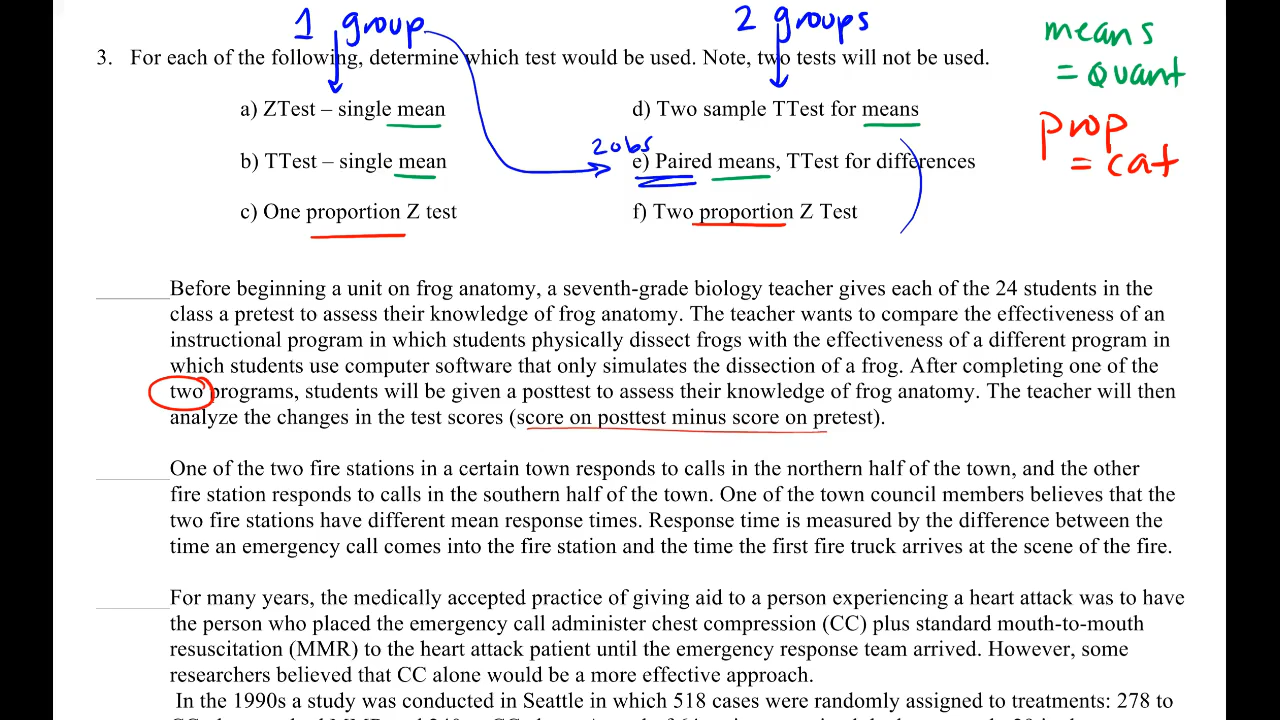 1 group
2 groups
means
= Quant
prop
= cat
3. For each of the following, determine which test would be used. Note, two tests will not be used.
a) ZTest – single mean
d) Two sample TTest for means
2 obs
b) TTest – single mean
e) Paired means, TTest for differences
c) One proportion Z test
f) Two proportion Z Test
Before beginning a unit on frog anatomy, a seventh-grade biology teacher gives each of the 24 students in the
class a pretest to assess their knowledge of frog anatomy. The teacher wants to compare the effectiveness of an
instructional program in which students physically dissect frogs with the effectiveness of a different program in
which students use computer software that only simulates the dissection of a frog. After completing one of the
two programs, students will be given a posttest to assess their knowledge of frog anatomy. The teacher will then
analyze the changes in the test scores (score on posttest minus score on pretest).
One of the two fire stations in a certain town responds to calls in the northern half of the town, and the other
fire station responds to calls in the southern half of the town. One of the town council members believes that the
two fire stations have different mean response times. Response time is measured by the difference between the
time an emergency call comes into the fire station and the time the first fire truck arrives at the scene of the fire.
For many years, the medically accepted practice of giving aid to a person experiencing a heart attack was to have
the person who placed the emergency call administer chest compression (CC) plus standard mouth-to-mouth
resuscitation (MMR) to the heart attack patient until the emergency response team arrived. However, some
researchers believed that CC alone would be a more effective approach.
In the 1990s a study was conducted in Seattle in which 518 cases were randomly assigned to treatments: 278 to